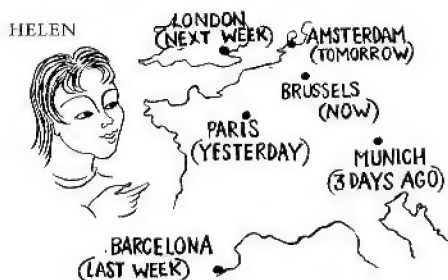 HELEN
LONDON
(NEXT WEEK)
AMSTERDAM
(TOMORROW)
BRUSSELS
(NOW)
PARIS
(YESTERDAY)
MUNICH
(3 DAYS AGO)
BARCELONA
(LAST WEEK)